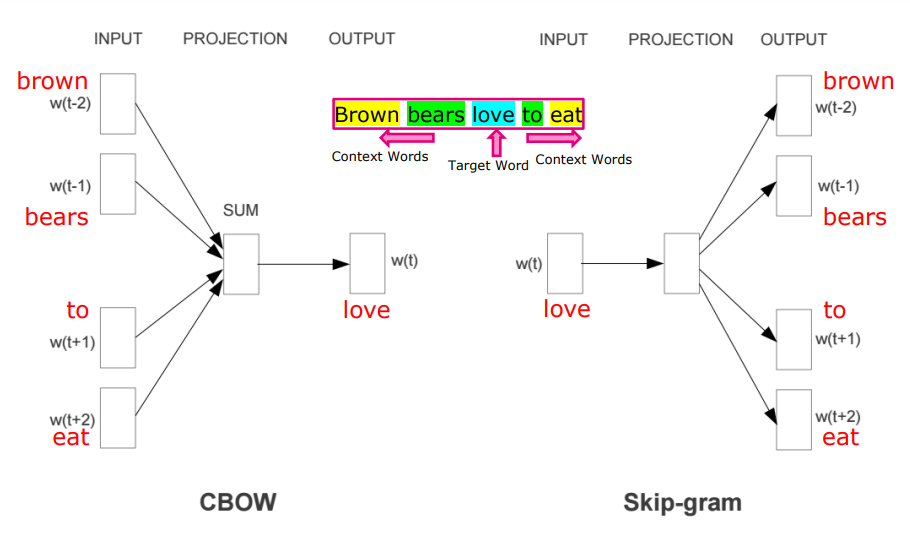 INPUT PROJECTION OUTPUT
brown
w(t-2)
w(t-1)
bears
SUM
w(t)
love
to
w(t+1)
w(t+2)
eat
CBOW
Brown bears love to eat
Context Words Target Word Context Words
INPUT PROJECTION OUTPUT
brown
w(t-2)
w(t-1)
bears
w(t)
love
to
w(t+1)
w(t+2)
eat
Skip-gram